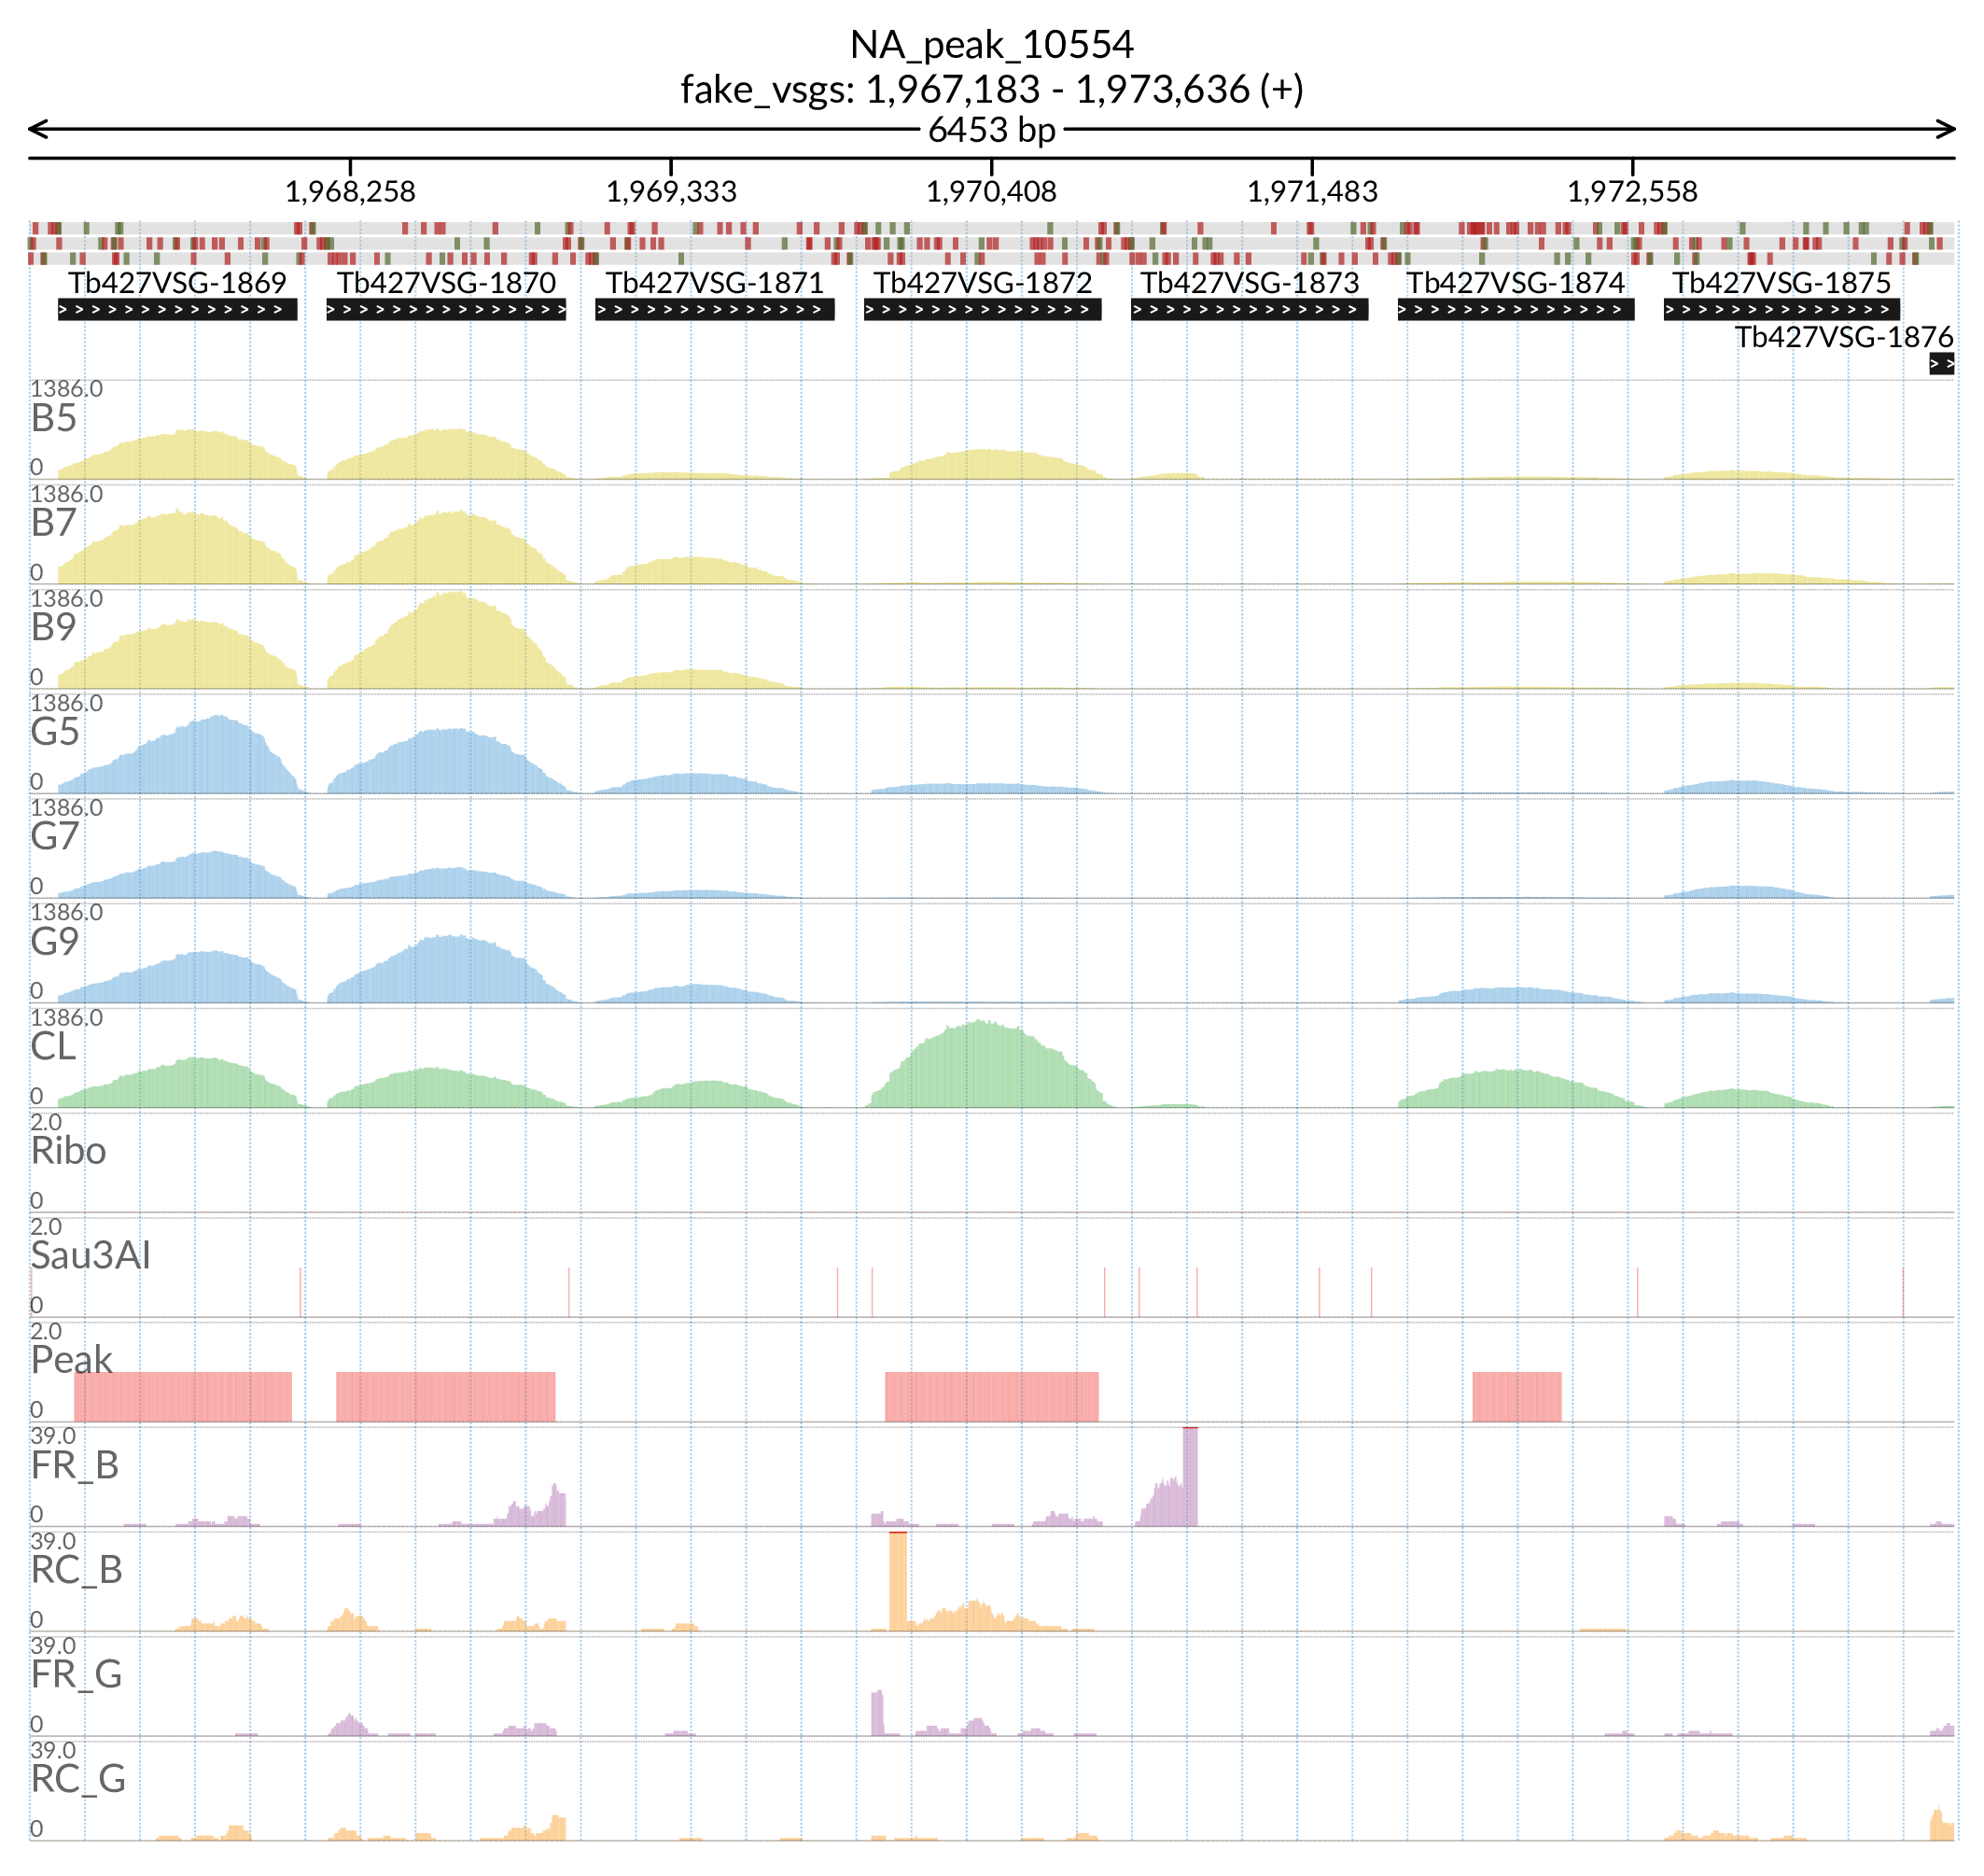 NA_peak_10554
fake_vsgs: 1,967,183 - 1,973,636 (+)
6453 bp
1,968,258 1,969,333 1,970,408 1,971,483 1,972,558
Tb427VSG-1869 Tb427VSG-1870 Tb427VSG-1871 Tb427VSG-1872 Tb427VSG-1873 Tb427VSG-1874 Tb427VSG-1875
Tb427VSG-1876
1386.0
B5
0
1386.0
B7
0
1386.0
B9
0
1386.0
G5
0
1386.0
G7
0
1386.0
G9
0
1386.0
CL
0
2.0
Ribo
0
2.0
Sau3AI
0
2.0
Peak
0
39.0
FR_B
0
39.0
RC_B
0
39.0
FR_G
0
39.0
RC_G
0